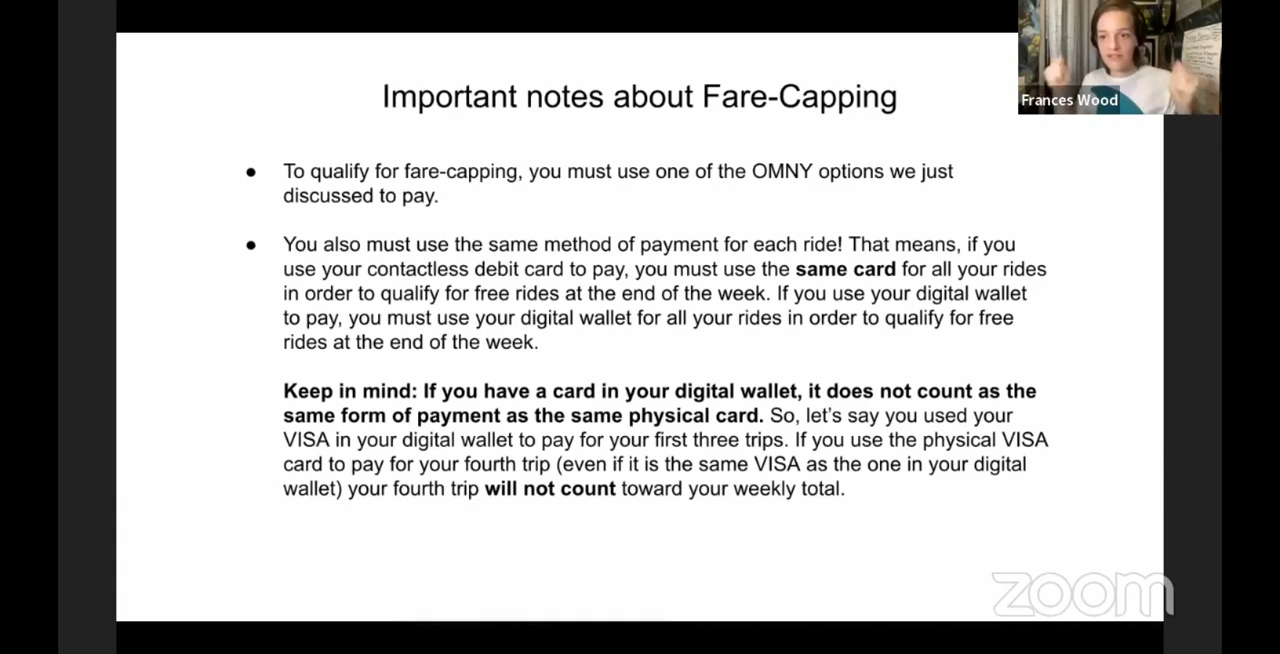 Important notes about Fare-Capping
Frances Wood
● To qualify for fare-capping, you must use one of the OMNY options we just
discussed to pay.
● You also must use the same method of payment for each ride! That means, if you
use your contactless debit card to pay, you must use the same card for all your rides
in order to qualify for free rides at the end of the week. If you use your digital wallet
to pay, you must use your digital wallet for all your rides in order to qualify for free
rides at the end of the week.
Keep in mind: If you have a card in your digital wallet, it does not count as the
same form of payment as the same physical card. So, let’s say you used your
VISA in your digital wallet to pay for your first three trips. If you use the physical VISA
card to pay for your fourth trip (even if it is the same VISA as the one in your digital
wallet) your fourth trip will not count toward your weekly total.
zoom